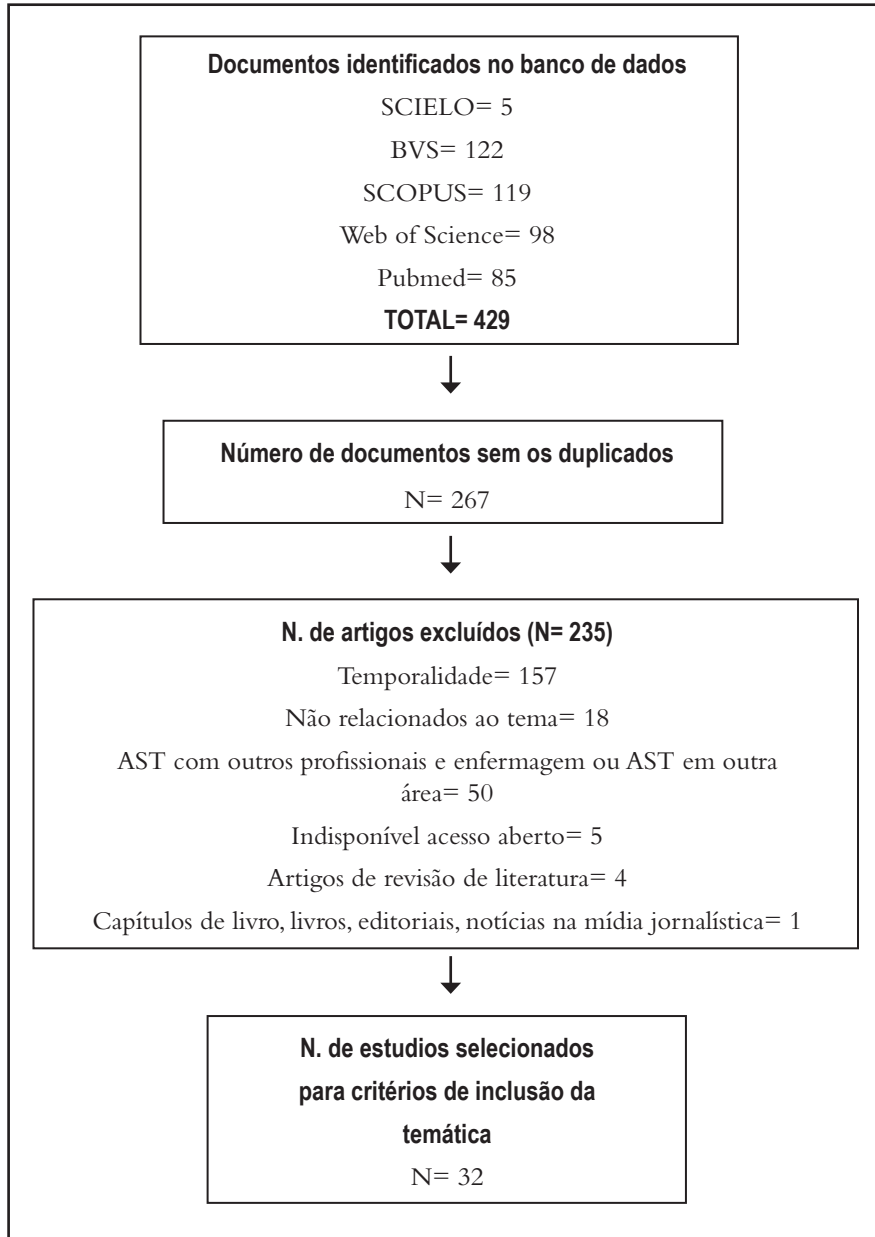 Documentos identificados no banco de dados
SCIELO= 5
BVS= 122
SCOPUS= 119
Web of Science= 98
Pubmed= 85
TOTAL= 429
Número de documentos sem os duplicados
N= 267
N. de artigos excluídos (N= 235)
Temporalidade= 157
Não relacionados ao tema= 18
AST com outros profissionais e enfermagem ou AST em outra
área= 50
Indisponível acesso aberto= 5
Artigos de revisão de literatura= 4
Capítulos de livro, livros, editoriais, notícias na mídia jornalística= 1
N. de estudios selecionados
para critérios de inclusão da
temática
N= 32